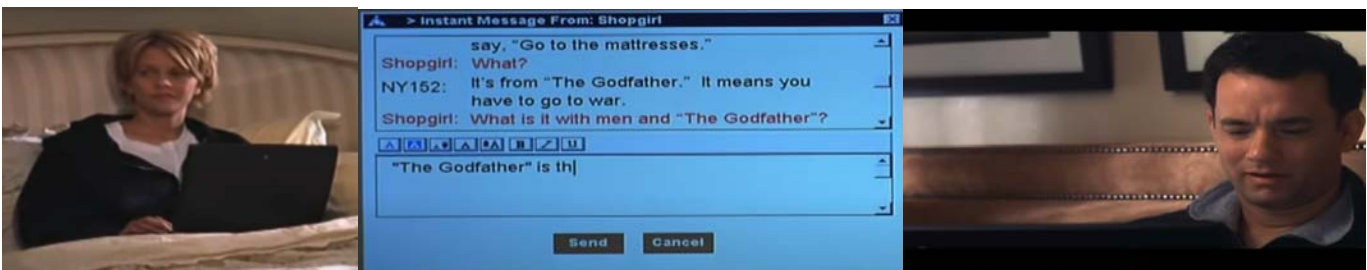 > Instant Message From: Shopgirl
say, "Go to the mattresses."
Shopgirl: What?
NY152: It's from "The Godfather." It means you
have to go to war.
Shopgirl: What is it with men and "The Godfather"?
A A A A A B I U
"The Godfather" is th
Send Cancel